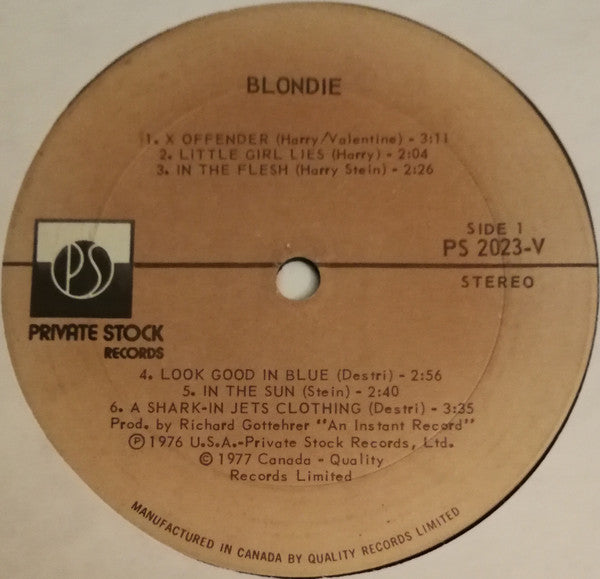 BLONDIE
1. X OFFENDER (Harry/Valentine) - 3:11
2. LITTLE GIRL LIES (Harry) - 2:04
3. IN THE FLESH (Harry Stein) - 2:26
SIDE 1
PS 2023-V
STEREO
PS
PRIVATE STOCK
RECORDS
4. LOOK GOOD IN BLUE (Destri) - 2:56
5. IN THE SUN (Stein) - 2:40
6. A SHARK-IN JETS CLOTHING (Destri) - 3:35
Prod. by Richard Gottehrer "An Instant Record"
Ⓟ 1976 U.S.A.-Private Stock Records, Ltd.
© 1977 Canada - Quality
Records Limited
MANUFACTURED IN CANADA BY QUALITY RECORDS LIMITED